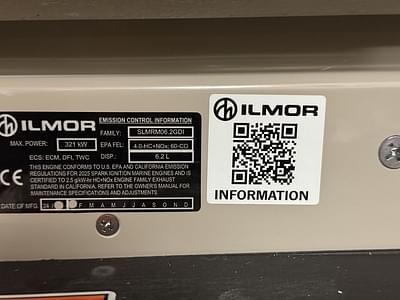 ILMOR
EMISSION CONTROL INFORMATION
FAMILY: SLMRM06.2GDI
MAX. POWER: 321 kW
EPA FEL: 4.0-HC+NOx; 60-CO
ECS: ECM, DFI, TWC
DISP.: 6.2 L
THIS ENGINE CONFORMS TO U.S. EPA AND CALIFORNIA EMISSION
REGULATIONS FOR 2025 SPARK IGNITION MARINE ENGINES AND IS
CERTIFIED TO 2.5 g/kW-hr HC+NOx ENGINE FAMILY EXHAUST
STANDARD IN CALIFORNIA. REFER TO THE OWNER'S MANUAL FOR
MAINTENANCE SPECIFICATIONS AND ADJUSTMENTS.
CE
DATE OF MFG. 24 J F M A M J J A S O N D
ILMOR
INFORMATION